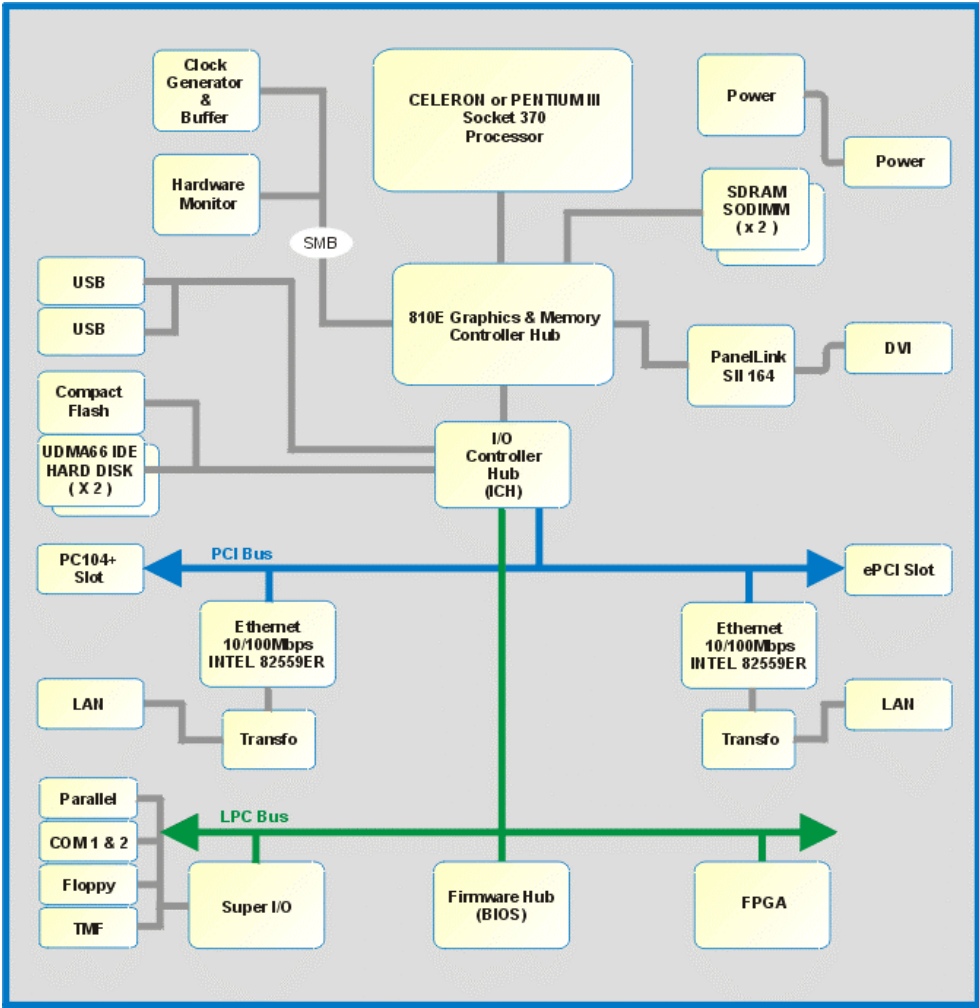 Clock
Generator
&
Buffer
CELERON or PENTIUM III
Socket 370
Processor
Power
Power
Hardware
Monitor
SDRAM
SODIMM
( x 2 )
SMB
USB
USB
810E Graphics & Memory
Controller Hub
PanelLink
SII 164
DVI
Compact
Flash
UDMA66 IDE
HARD DISK
( X 2 )
I/O
Controller
Hub
(ICH)
PCI Bus
PC104+
Slot
ePCI Slot
Ethernet
10/100Mbps
INTEL 82559ER
Ethernet
10/100Mbps
INTEL 82559ER
LAN
Transfo
Transfo
LAN
Parallel
COM 1 & 2
Floppy
TMF
LPC Bus
Super I/O
Firmware Hub
(BIOS)
FPGA